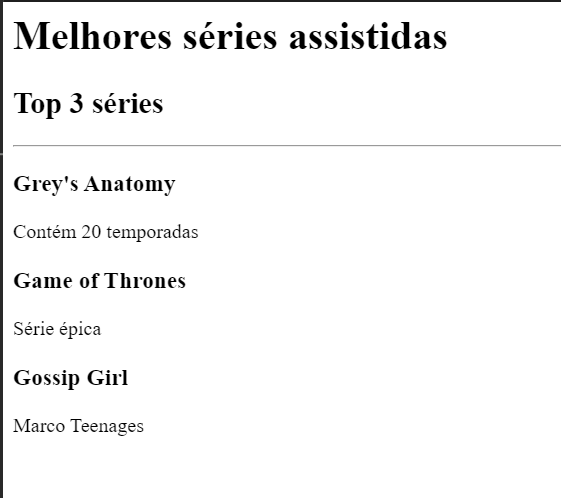 Melhores séries assistidas
Top 3 séries
Grey's Anatomy
Contém 20 temporadas
Game of Thrones
Série épica
Gossip Girl
Marco Teenages